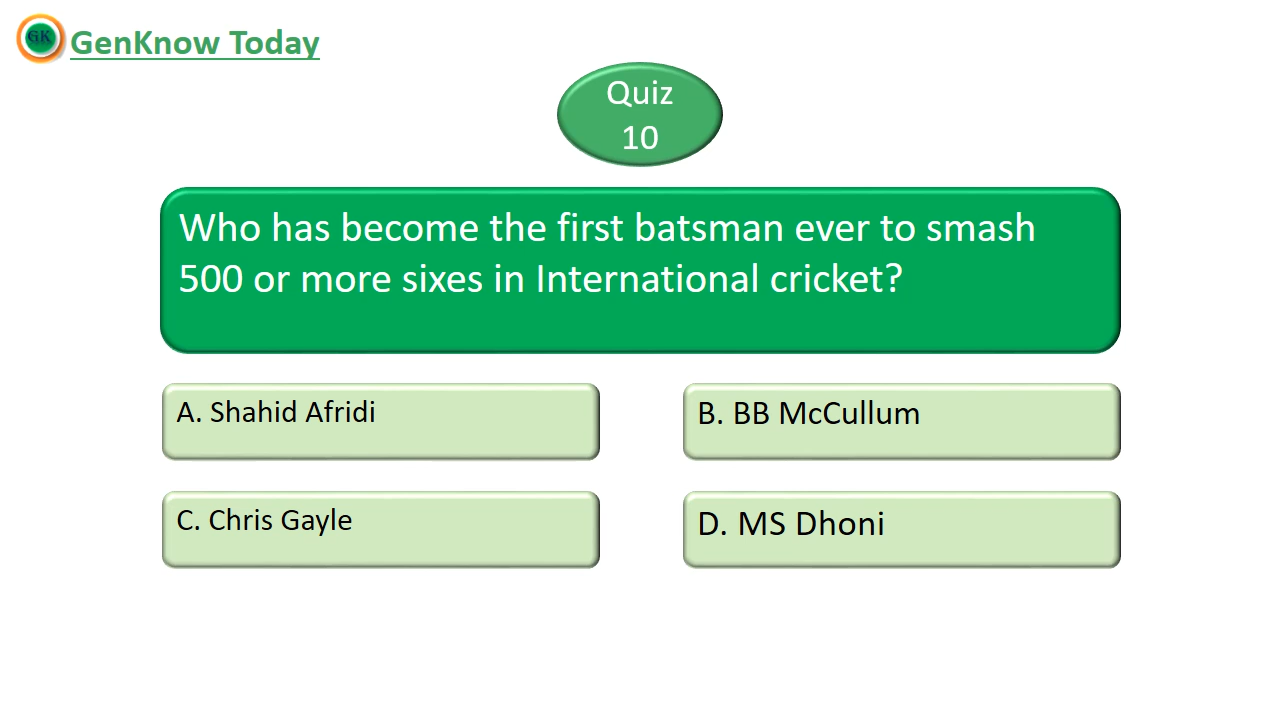 GK
GenKnow Today
Quiz
10
Who has become the first batsman ever to smash
500 or more sixes in International cricket?
A. Shahid Afridi
B. BB McCullum
C. Chris Gayle
D. MS Dhoni